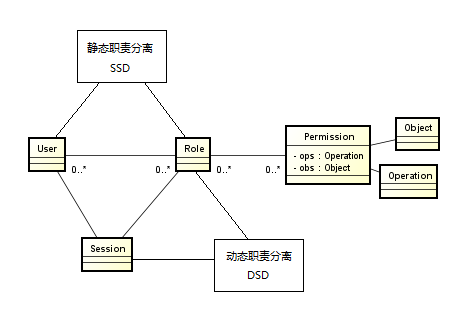 静态职责分离
SSD
User
Role
Permission
- ops : Operation
- obs : Object
Object
Operation
0..*
0..*
0..*
0..*
Session
动态职责分离
DSD